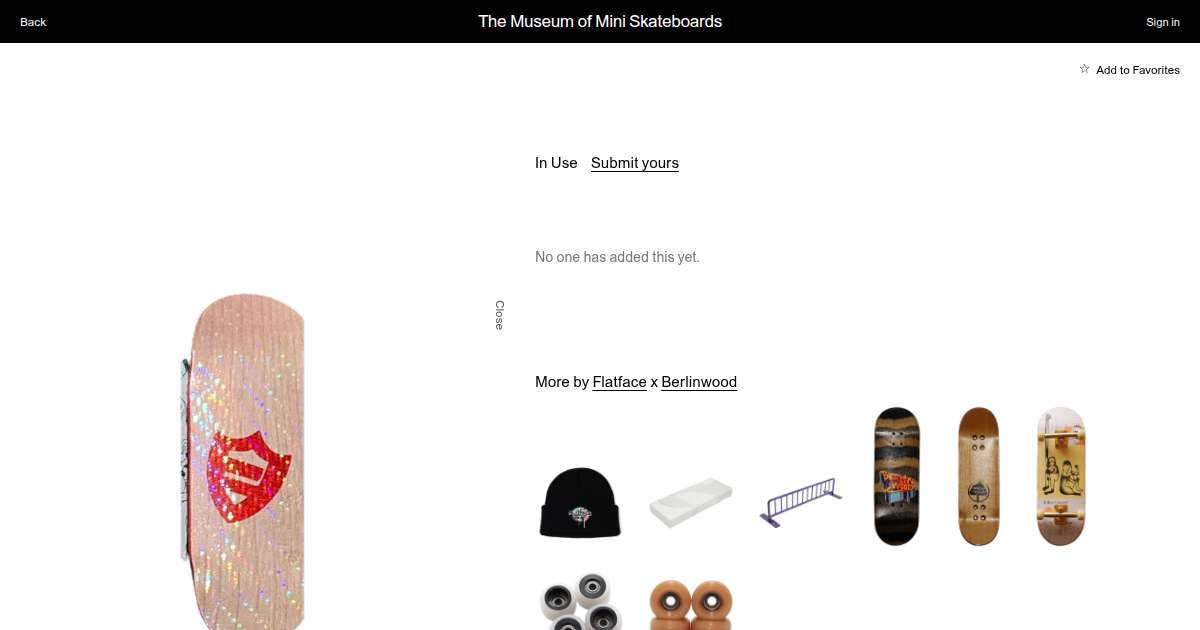 Back
The Museum of Mini Skateboards
Sign in
☆ Add to Favorites
In Use Submit yours
No one has added this yet.
Close
More by Flatface x Berlinwood